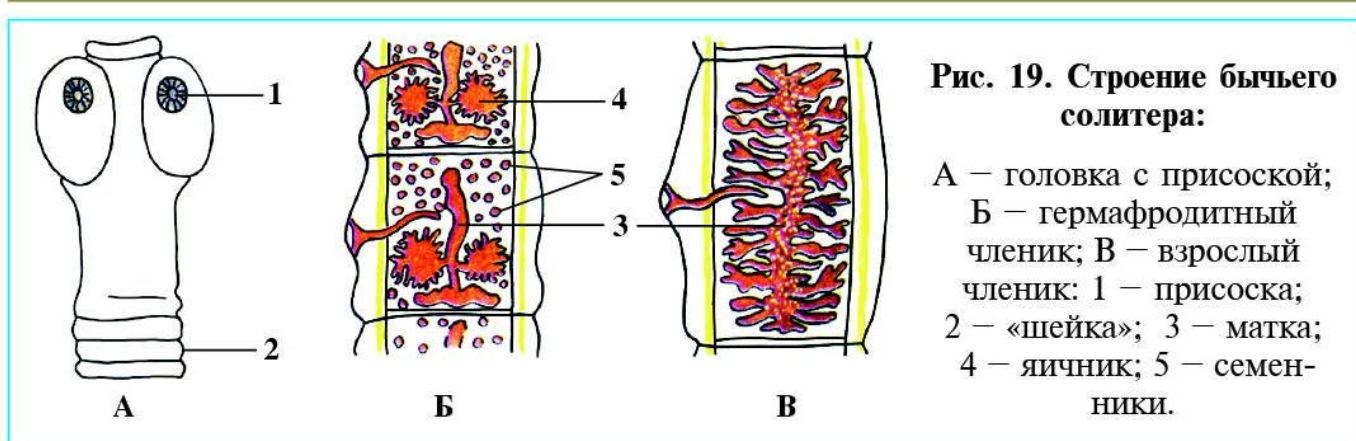 1
2
А
4
5
3
Б
В
Рис. 19. Строение бычьего
солитера:
А – головка с присоской;
Б – гермафродитный
членик; В – взрослый
членик: 1 – присоска;
2 – «шейка»; 3 – матка;
4 – яичник; 5 – семен-
ники.